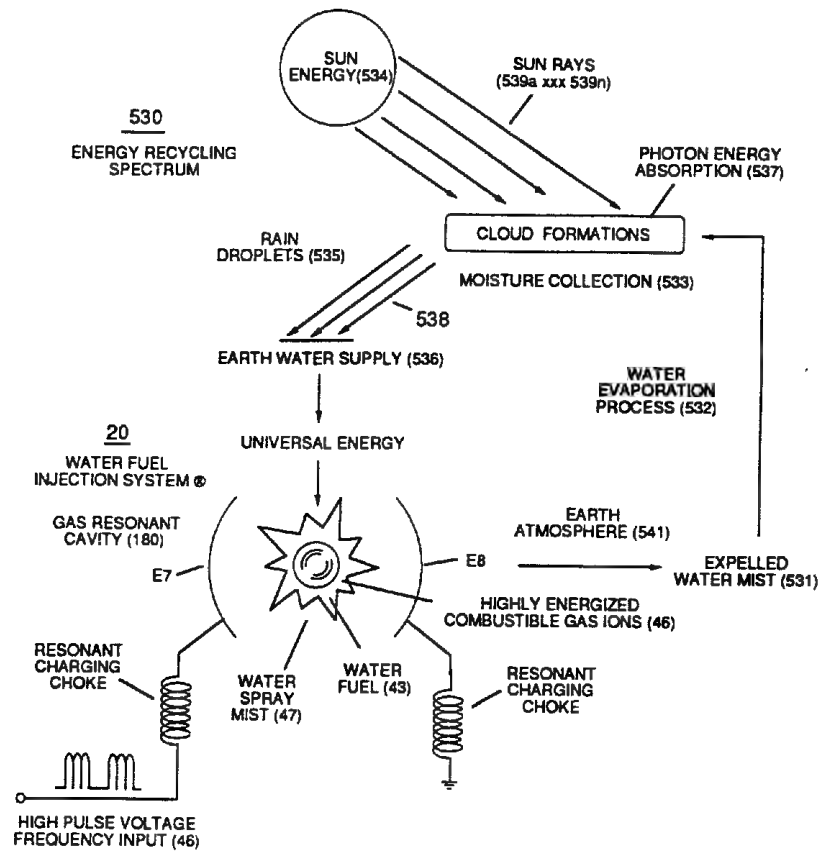 SUN
ENERGY(534)
SUN RAYS
(539a xxx 539n)
530
ENERGY RECYCLING
SPECTRUM
PHOTON ENERGY
ABSORPTION (537)
CLOUD FORMATIONS
RAIN
DROPLETS (535)
MOISTURE COLLECTION (533)
538
EARTH WATER SUPPLY (536)
WATER
EVAPORATION
PROCESS (532)
20
UNIVERSAL ENERGY
WATER FUEL
INJECTION SYSTEM ®
GAS RESONANT
CAVITY (180)
EARTH
ATMOSPHERE (541)
E7
E8
EXPELLED
WATER MIST (531)
HIGHLY ENERGIZED
COMBUSTIBLE GAS IONS (46)
RESONANT
CHARGING
CHOKE
WATER
SPRAY
MIST (47)
WATER
FUEL (43)
RESONANT
CHARGING
CHOKE
HIGH PULSE VOLTAGE
FREQUENCY INPUT (46)